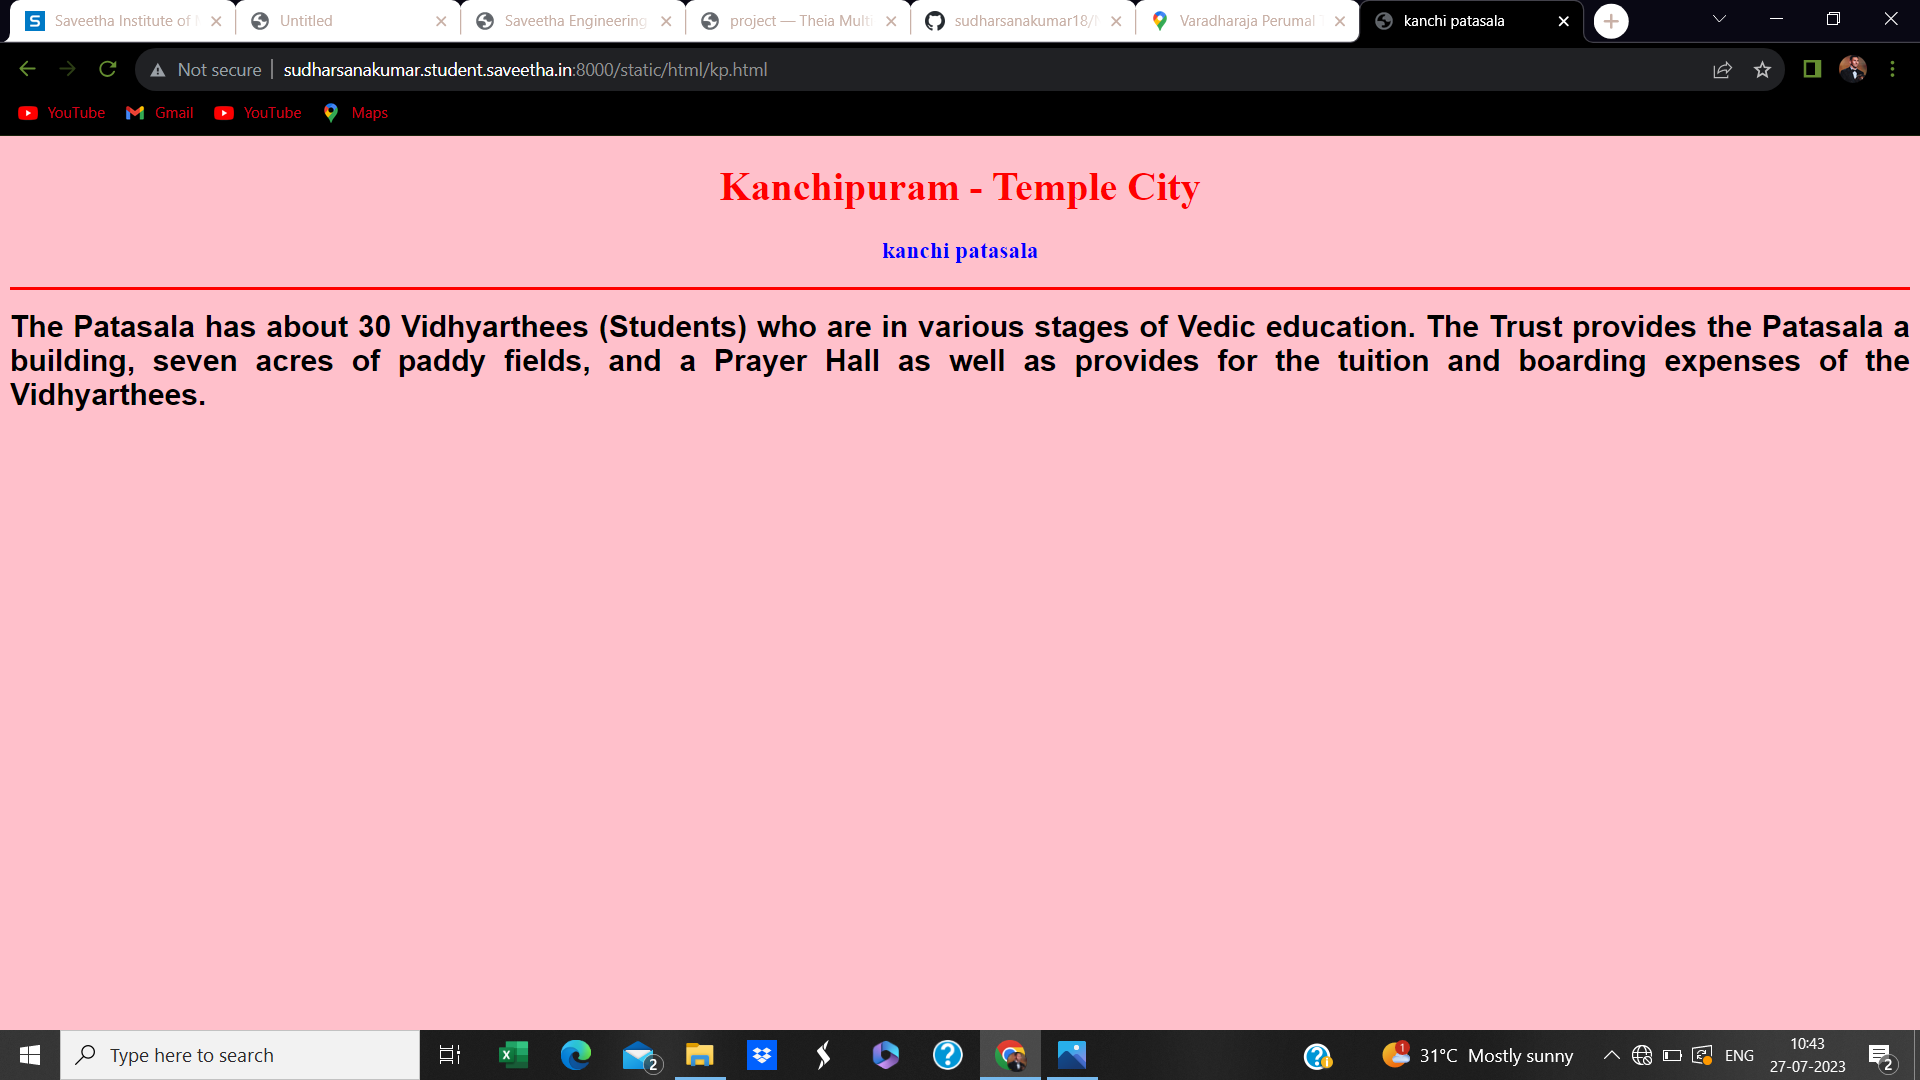 Saveetha Institute of
Untitled
Saveetha Engineering
project — Theia Multi
sudharsanakumar18/
Varadharaja Perumal
kanchi patasala
Not secure
sudharsanakumar.student.saveetha.in:8000/static/html/kp.html
YouTube
Gmail
YouTube
Maps
Kanchipuram - Temple City
kanchi patasala
The Patasala has about 30 Vidhyarthees (Students) who are in various stages of Vedic education. The Trust provides the Patasala a
building, seven acres of paddy fields, and a Prayer Hall as well as provides for the tuition and boarding expenses of the
Vidhyarthees.
Type here to search
2
1
31°C Mostly sunny
ENG
10:43
27-07-2023
2